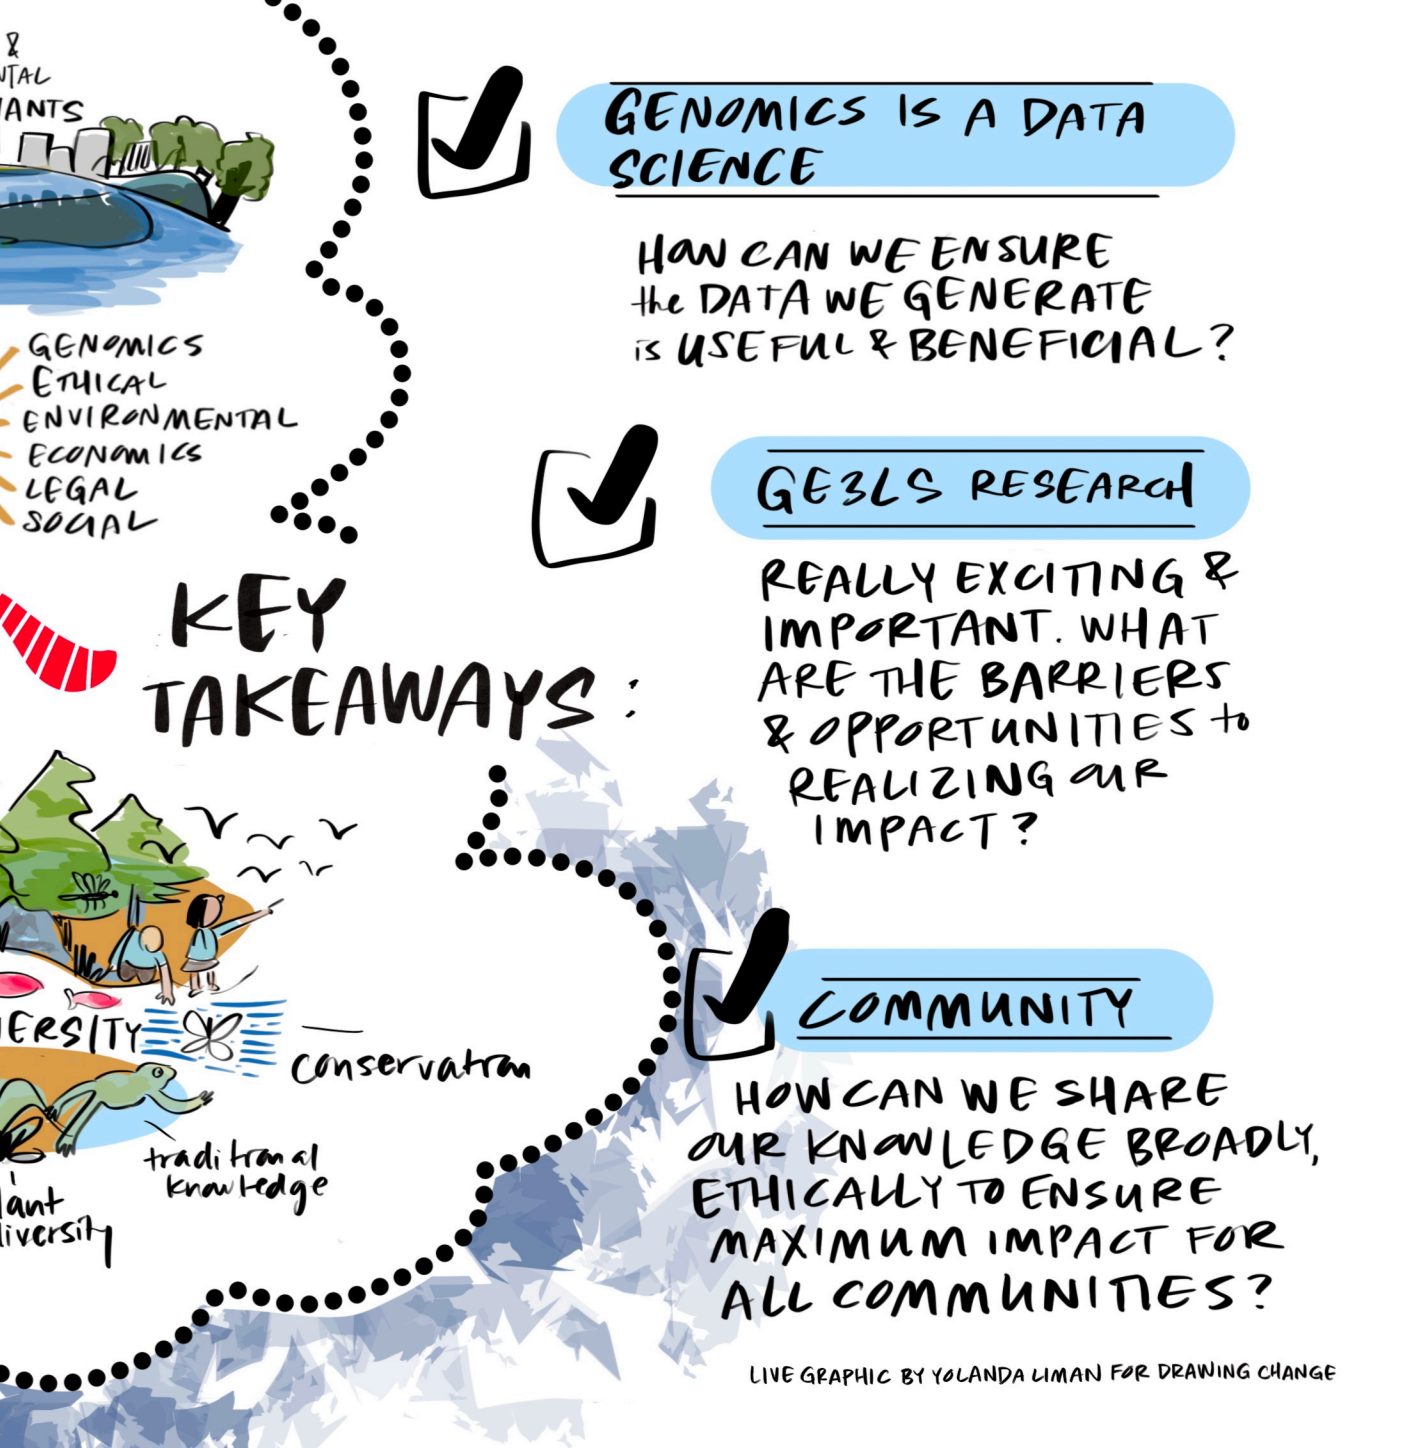 &
ANTS
GENOMICS
ETHICAL
ENVIRONMENTAL
ECONOMICS
LEGAL
SOCIAL
KEY
TAKEAWAYS:
GENOMICS IS A DATA
SCIENCE
HOW CAN WE ENSURE
the DATA WE GENERATE
is USEFUL & BENEFICIAL?
GE3LS RESEARCH
REALLY EXCITING &
IMPORTANT. WHAT
ARE THE BARRIERS
& OPPORTUNITIES to
REALIZING OUR
IMPACT?
COMMUNITY
HOW CAN WE SHARE
OUR KNOWLEDGE BROADLY,
ETHICALLY TO ENSURE
MAXIMUM IMPACT FOR
ALL COMMUNITIES?
ERSITY
conservation
traditional
knowledge
lant
iversity
LIVE GRAPHIC BY YOLANDA LIMAN FOR DRAWING CHANGE